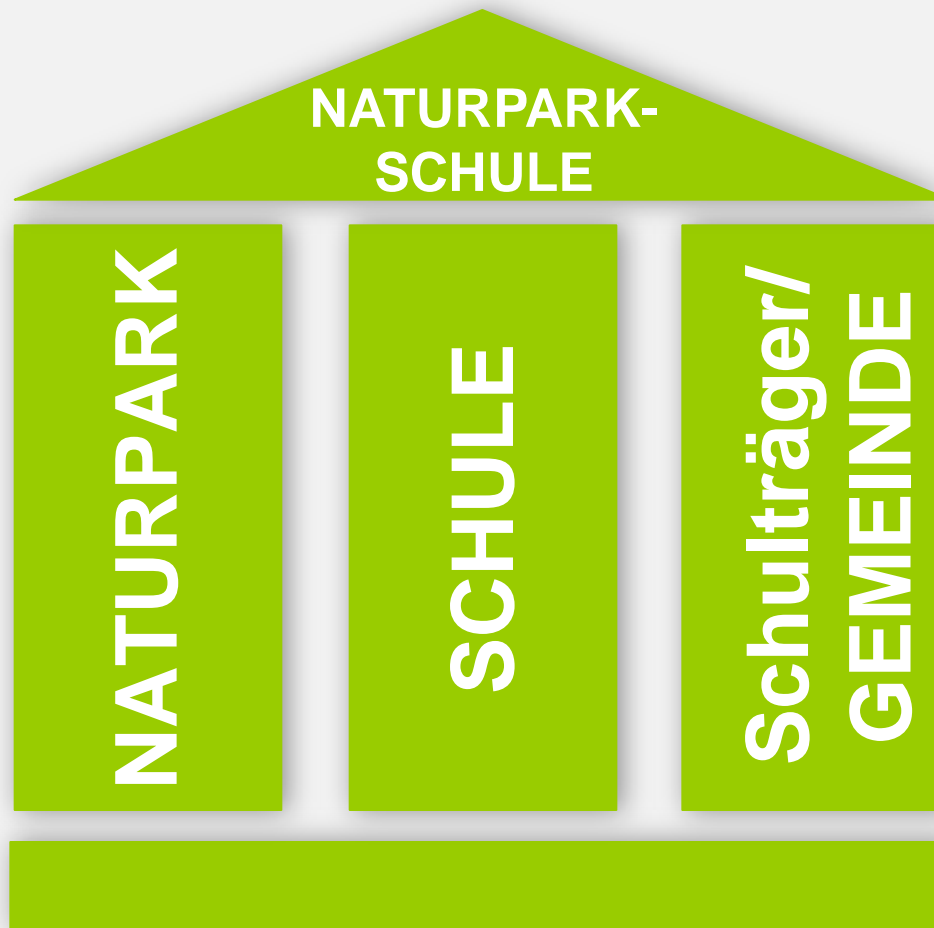 NATURPARK-
SCHULE
NATURPARK
SCHULE
Schulträger/
GEMEINDE